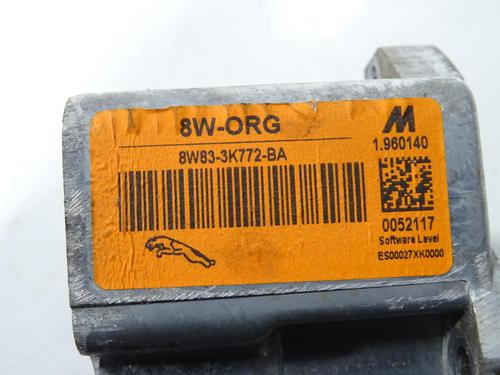 8W-ORG
8W83-3K772-BA
M
1.960140
0052117
Software Level
ES00027XK0000